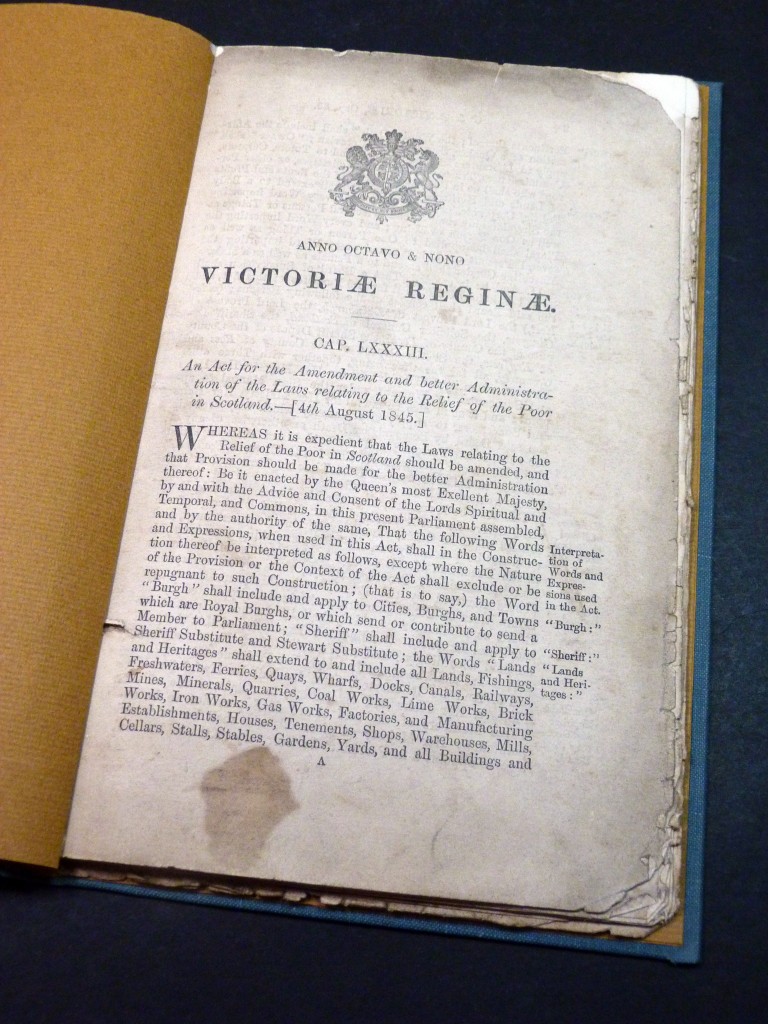 ANNO OCTAVO & NONO
VICTORIÆ REGINÆ.
CAP. LXXXIII.
An Act for the Amendment and better Administra-
tion of the Laws relating to the Relief of the Poor
in Scotland.—[4th August 1845.]
WHEREAS it is expedient that the Laws relating to the
Relief of the Poor in Scotland should be amended, and
that Provision should be made for the better Administration
thereof: Be it enacted by the Queen's most Exellent Majesty,
by and with the Advice and Consent of the Lords Spiritual and
Temporal, and Commons, in this present Parliament assembled,
and by the authority of the same, That the following Words
and Expressions, when used in this Act, shall in the Construc-
tion thereof be interpreted as follows, except where the Nature
of the Provision or the Context of the Act shall exclude or be
repugnant to such Construction; (that is to say,) the Word
"Burgh" shall include and apply to Cities, Burghs, and Towns
which are Royal Burghs, or which send or contribute to send a
Member to Parliament; "Sheriff" shall include and apply to
Sheriff Substitute and Stewart Substitute; the Words "Lands
and Heritages" shall extend to and include all Lands, Fishings,
Freshwaters, Ferries, Quays, Wharfs, Docks, Canals, Railways,
Mines, Minerals, Quarries, Coal Works, Lime Works, Brick
Works, Iron Works, Gas Works, Factories, and Manufacturing
Establishments, Houses, Tenements, Shops, Warehouses, Mills,
Cellars, Stalls, Stables, Gardens, Yards, and all Buildings and
A
Interpreta-
tion of
Words and
Expres-
sions used
in the Act.
"Burgh:"
"Sheriff:"
"Lands
and Heri-
tages:"